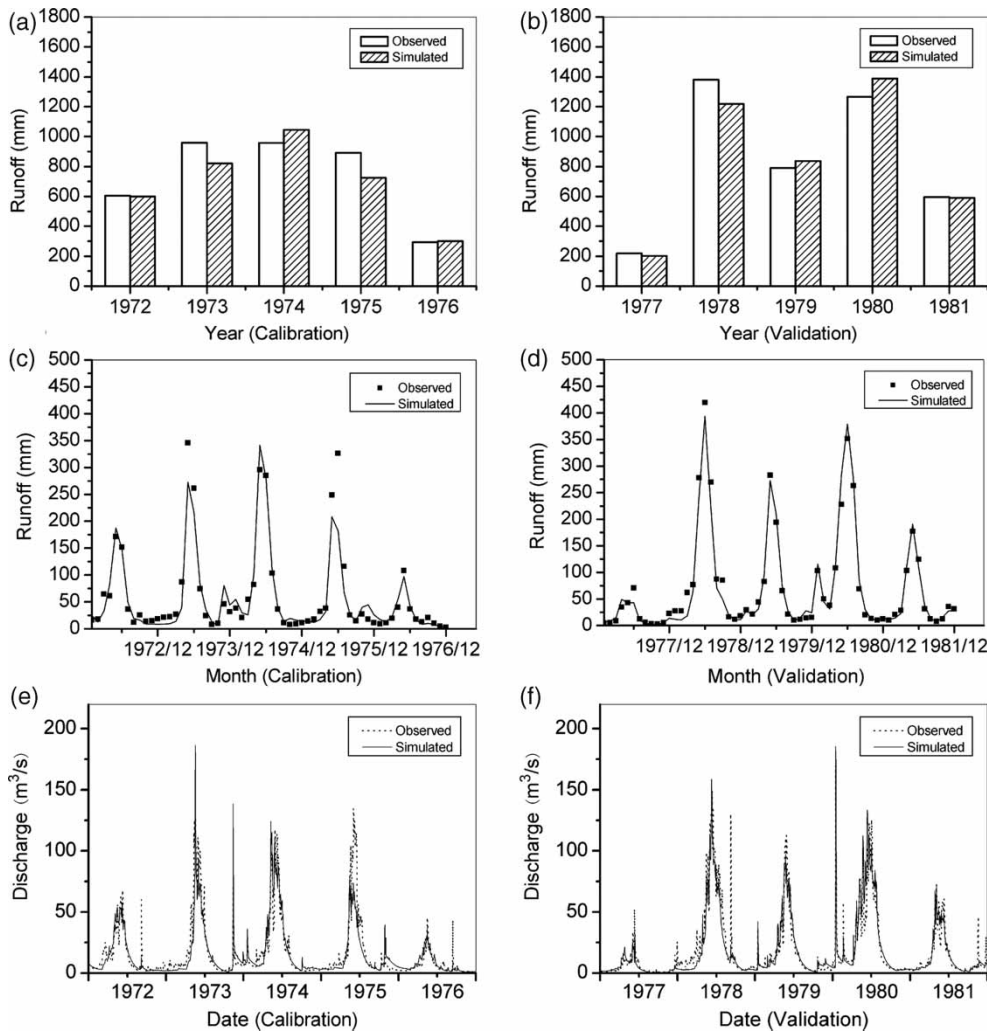 (a)
1800
1600
1400
1200
1000
800
600
400
200
0
Runoff (mm)
Observed
Simulated
1972 1973 1974 1975 1976
Year (Calibration)
(b)
1800
1600
1400
1200
1000
800
600
400
200
0
Runoff (mm)
Observed
Simulated
1977 1978 1979 1980 1981
Year (Validation)
(c)
500
450
400
350
300
250
200
150
100
50
0
Runoff (mm)
Observed
Simulated
1972/12 1973/12 1974/12 1975/12 1976/12
Month (Calibration)
(d)
500
450
400
350
300
250
200
150
100
50
0
Runoff (mm)
Observed
Simulated
1977/12 1978/12 1979/12 1980/12 1981/12
Month (Validation)
(e)
200
150
100
50
0
Discharge (m³/s)
Observed
Simulated
1972 1973 1974 1975 1976
Date (Calibration)
(f)
200
150
100
50
0
Discharge (m³/s)
Observed
Simulated
1977 1978 1979 1980 1981
Date (Validation)